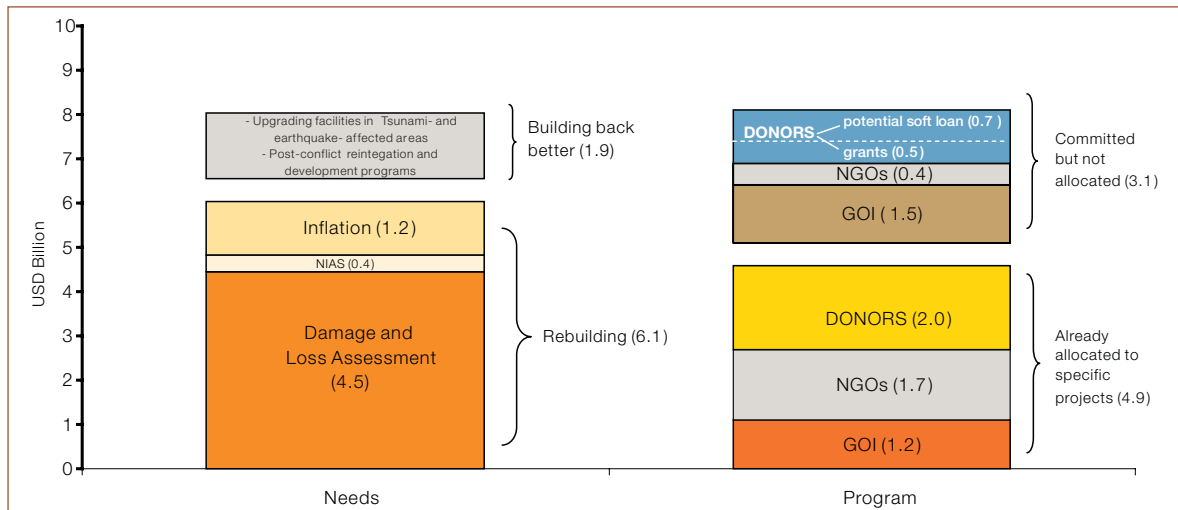 10
9
8
7
6
5
4
3
2
1
0
USD Billion
- Upgrading facilities in Tsunami- and
earthquake- affected areas
- Post-conflict reintegation and
development programs
Building back
better (1.9)
Inflation (1.2)
NIAS (0.4)
Damage and
Loss Assessment
(4.5)
Rebuilding (6.1)
Needs
DONORS
potential soft loan (0.7 )
grants (0.5)
NGOs (0.4)
GOI ( 1.5)
Committed
but not
allocated (3.1)
DONORS (2.0)
NGOs (1.7)
GOI (1.2)
Already
allocated to
specific
projects (4.9)
Program